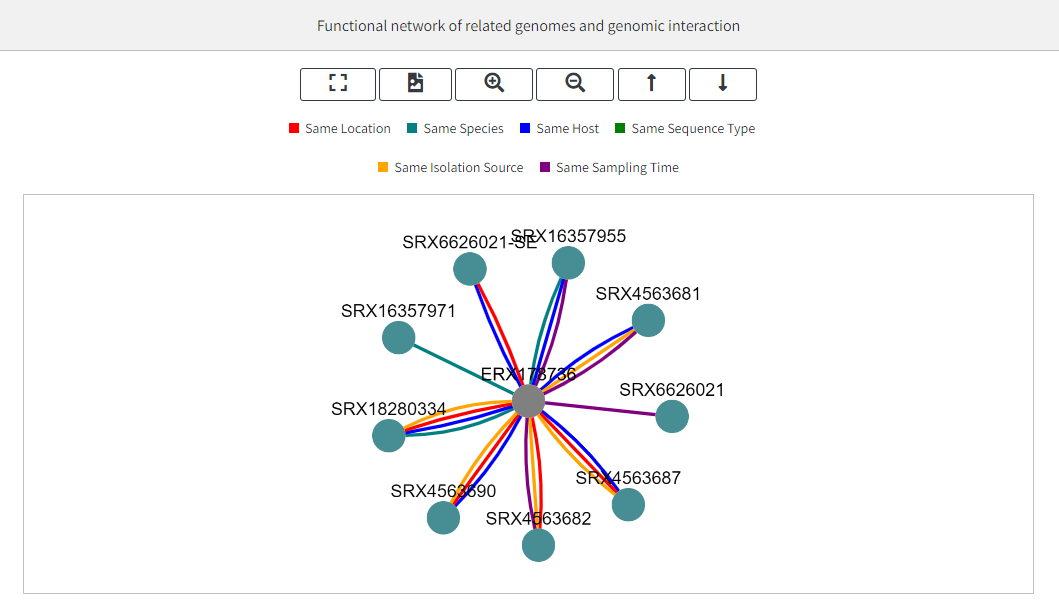 Functional network of related genomes and genomic interaction
Same Location Same Species Same Host Same Sequence Type
Same Isolation Source Same Sampling Time
SRX16357955
SRX6626021-SE
SRX4563681
SRX16357971
ERX178736
SRX6626021
SRX18280334
SRX4563687
SRX4563690
SRX4563682